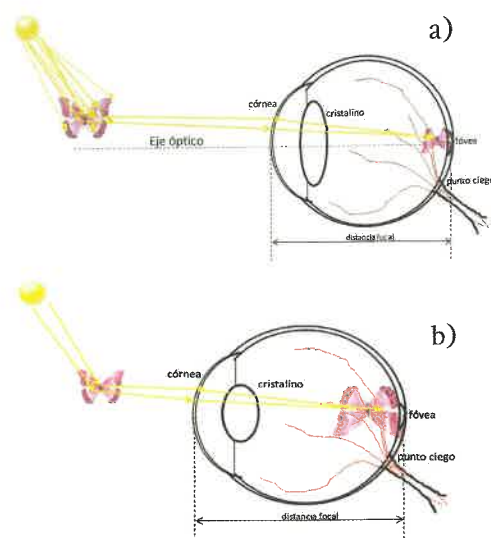 a)
córnea
cristalino
Eje óptico
fóvea
punto ciego
distancia focal
b)
córnea
cristalino
fóvea
punto ciego
distancia focal